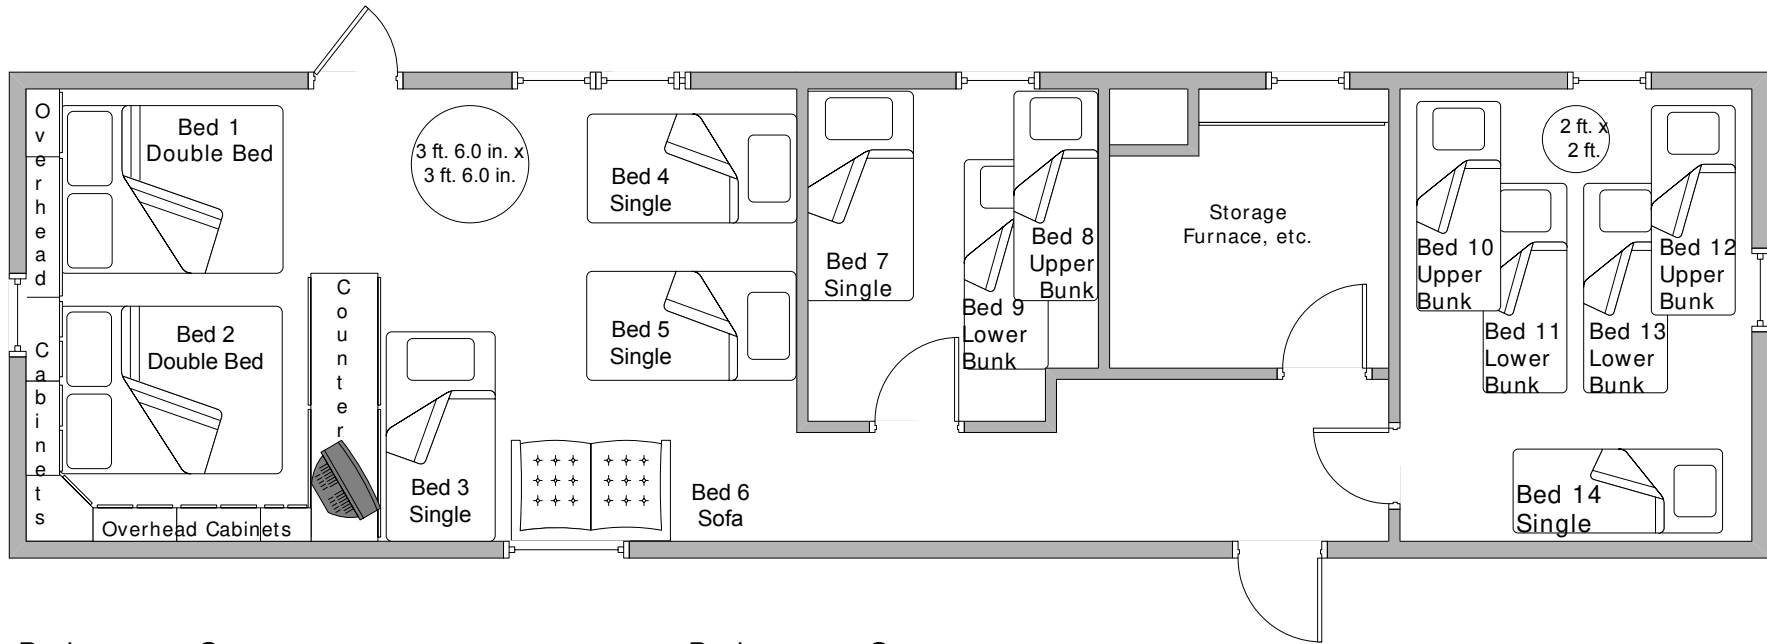 Overhead Cabinets
Bed 1
Double Bed
Bed 2
Double Bed
Overhead Cabinets
Counter
3 ft. 6.0 in. x
3 ft. 6.0 in.
Bed 3
Single
Bed 4
Single
Bed 5
Single
Bed 6
Sofa
Bed 7
Single
Bed 8
Upper
Bunk
Bed 9
Lower
Bunk
Storage
Furnace, etc.
2 ft. x
2 ft.
Bed 10
Upper
Bunk
Bed 11
Lower
Bunk
Bed 12
Upper
Bunk
Bed 13
Lower
Bunk
Bed 14
Single